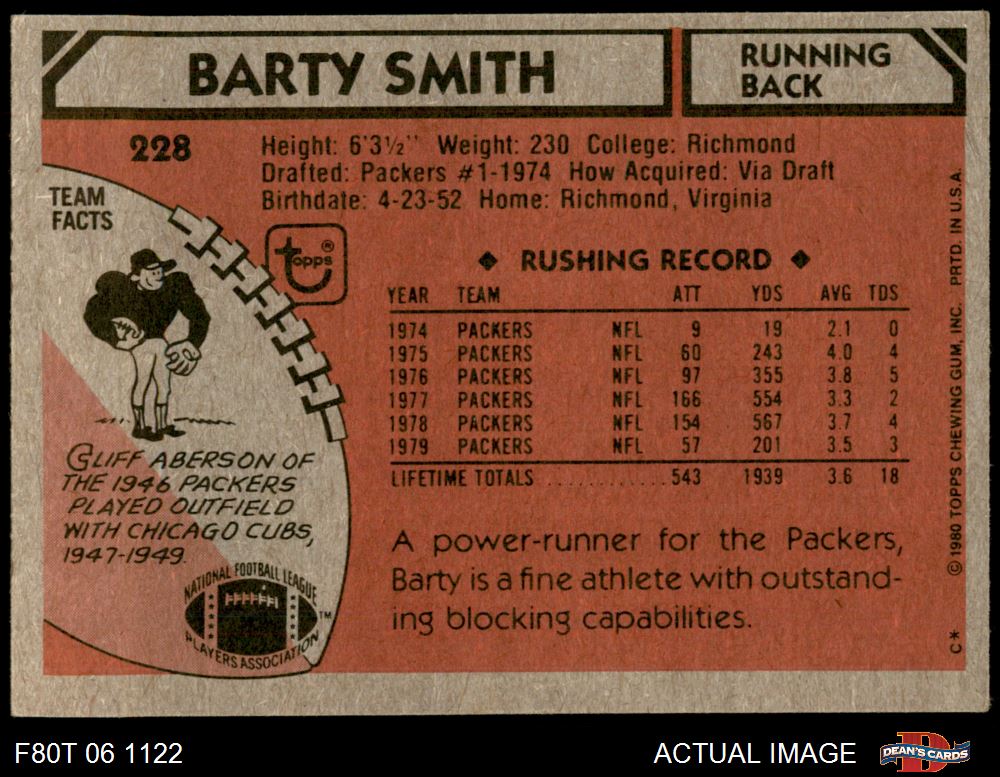 BARTY SMITH
RUNNING
BACK
228
Height: 6'3½" Weight: 230 College: Richmond
Drafted: Packers #1-1974 How Acquired: Via Draft
Birthdate: 4-23-52 Home: Richmond, Virginia
TEAM
FACTS
topps®
◆ RUSHING RECORD ◆
YEAR TEAM ATT YDS AVG TDS
1974 PACKERS NFL 9 19 2.1 0
1975 PACKERS NFL 60 243 4.0 4
1976 PACKERS NFL 97 355 3.8 5
1977 PACKERS NFL 166 554 3.3 2
1978 PACKERS NFL 154 567 3.7 4
1979 PACKERS NFL 57 201 3.5 3
LIFETIME TOTALS ............ 543 1939 3.6 18
CLIFF ABERSON OF
THE 1946 PACKERS
PLAYED OUTFIELD
WITH CHICAGO CUBS,
1947-1949.
A power-runner for the Packers,
Barty is a fine athlete with outstand-
ing blocking capabilities.
NATIONAL FOOTBALL LEAGUE
PLAYERS ASSOCIATION
™
C* © 1980 TOPPS CHEWING GUM, INC. PRTD. IN U.S.A.
F80T 06 1122
ACTUAL IMAGE
D
DEAN'S CARDS